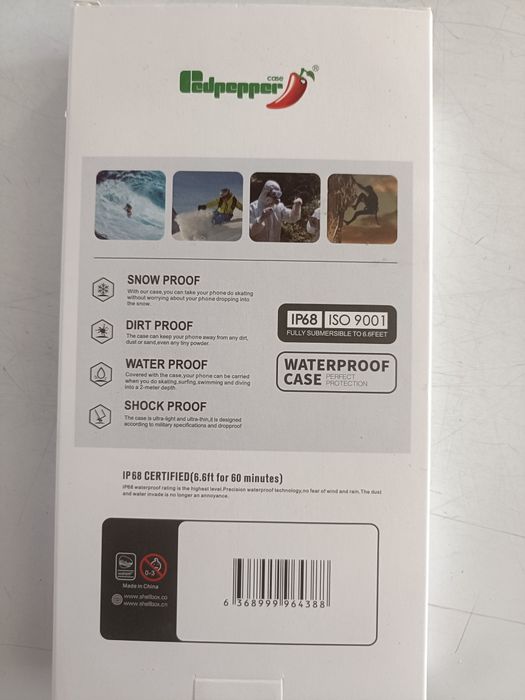 case
Redpepper®
SNOW PROOF
With our case,you can take your phone do skating
without worrying about your phone dropping into
the snow.
DIRT PROOF
The case can keep your phone away from any dirt,
dust or sand,even any tiny powder.
WATER PROOF
Covered with the case,your phone can be carried
when you do skating,surfing,swimming and diving
into a 2-meter depth.
SHOCK PROOF
The case is ultra-light and ultra-thin,it is designed
according to military specifications and dropproof
IP68 ISO 9001
FULLY SUBMERSIBLE TO 6.6FEET
WATERPROOF
CASE PERFECT
PROTECTION
IP68 CERTIFIED(6.6ft for 60 minutes)
IP68 waterproof rating is the highest level.Precision waterproof technology,no fear of wind and rain.The dust
and water invade is no longer an annoyance.
0-3
Made in China
www.shellbox.co
www.shellbox.cn
6 368999 964388